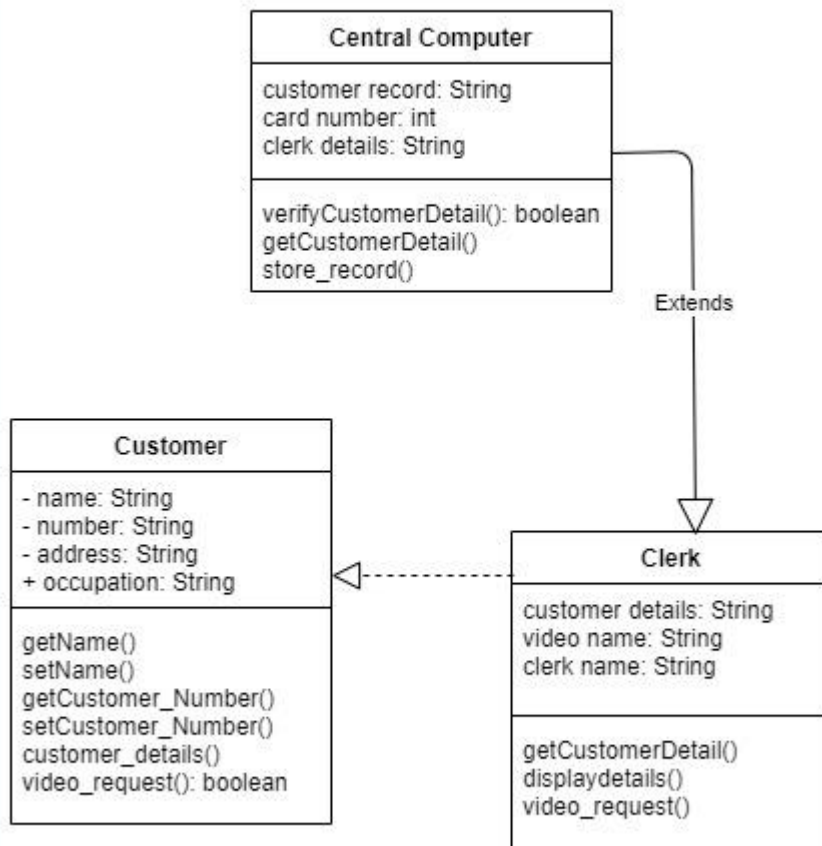 Central Computer
customer record: String
card number: int
clerk details: String
verifyCustomerDetail(): boolean
getCustomerDetail()
store_record()
Extends
Customer
- name: String
- number: String
- address: String
+ occupation: String
getName()
setName()
getCustomer_Number()
setCustomer_Number()
customer_details()
video_request(): boolean
Clerk
customer details: String
video name: String
clerk name: String
getCustomerDetail()
displaydetails()
video_request()